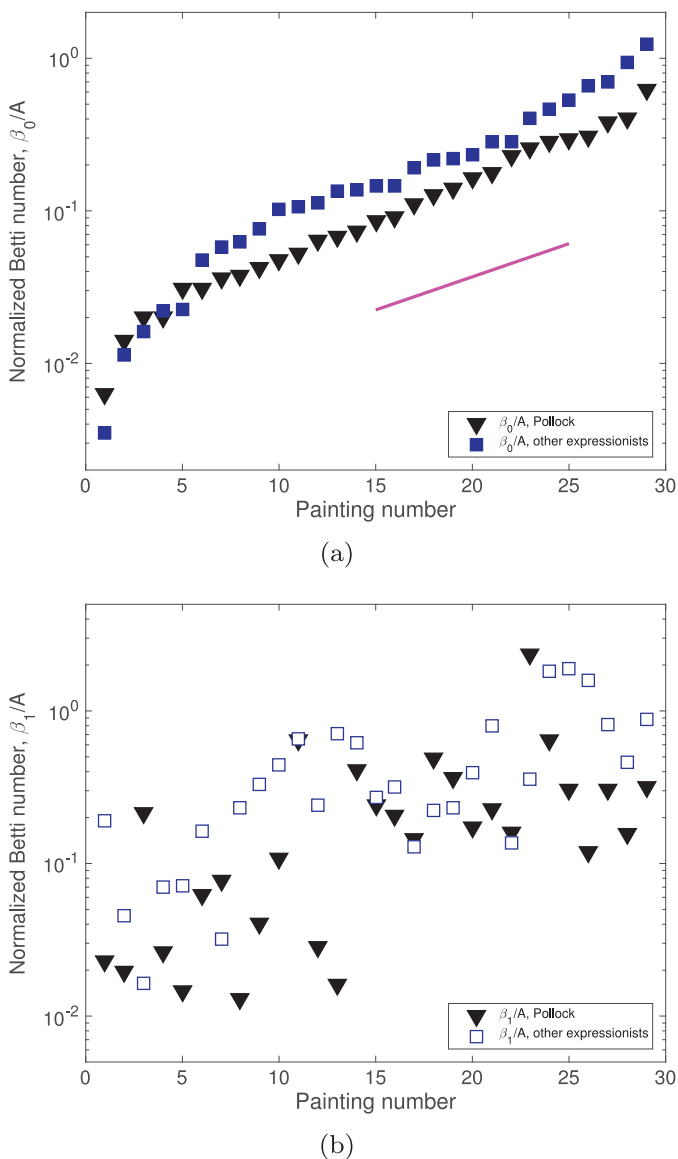 10^0
10^-1
10^-2
Normalized Betti number, β_0/A
β_0/A, Pollock
β_0/A, other expressionists
0 5 10 15 20 25 30
Painting number
(a)
10^0
10^-1
10^-2
Normalized Betti number, β_1/A
β_1/A, Pollock
β_1/A, other expressionists
0 5 10 15 20 25 30
Painting number
(b)